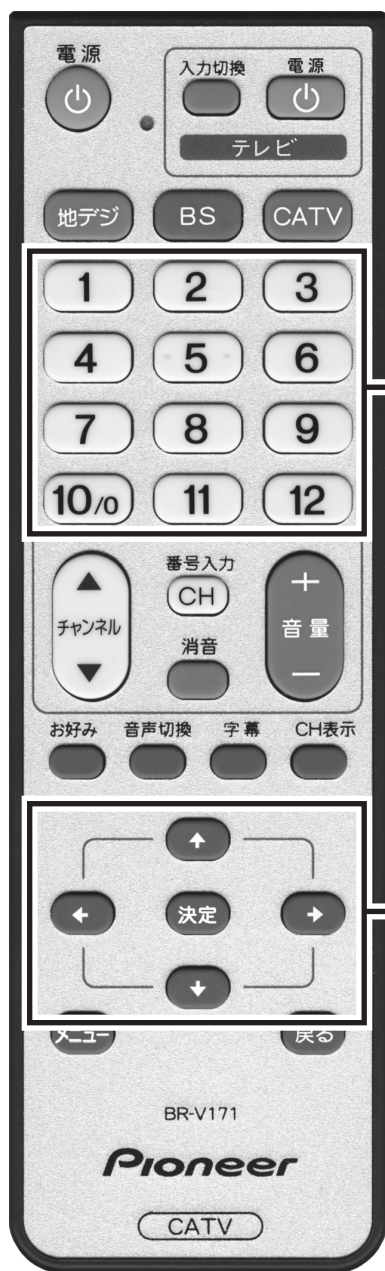 電源
入力切換 電源
テレビ
地デジ BS CATV
1 2 3
4 5 6
7 8 9
10/0 11 12
番号入力
CH
チャンネル
音量
消音
お好み 音声切換 字幕 CH表示
決定
メニュー 戻る
BR-V171
Pioneer
CATV